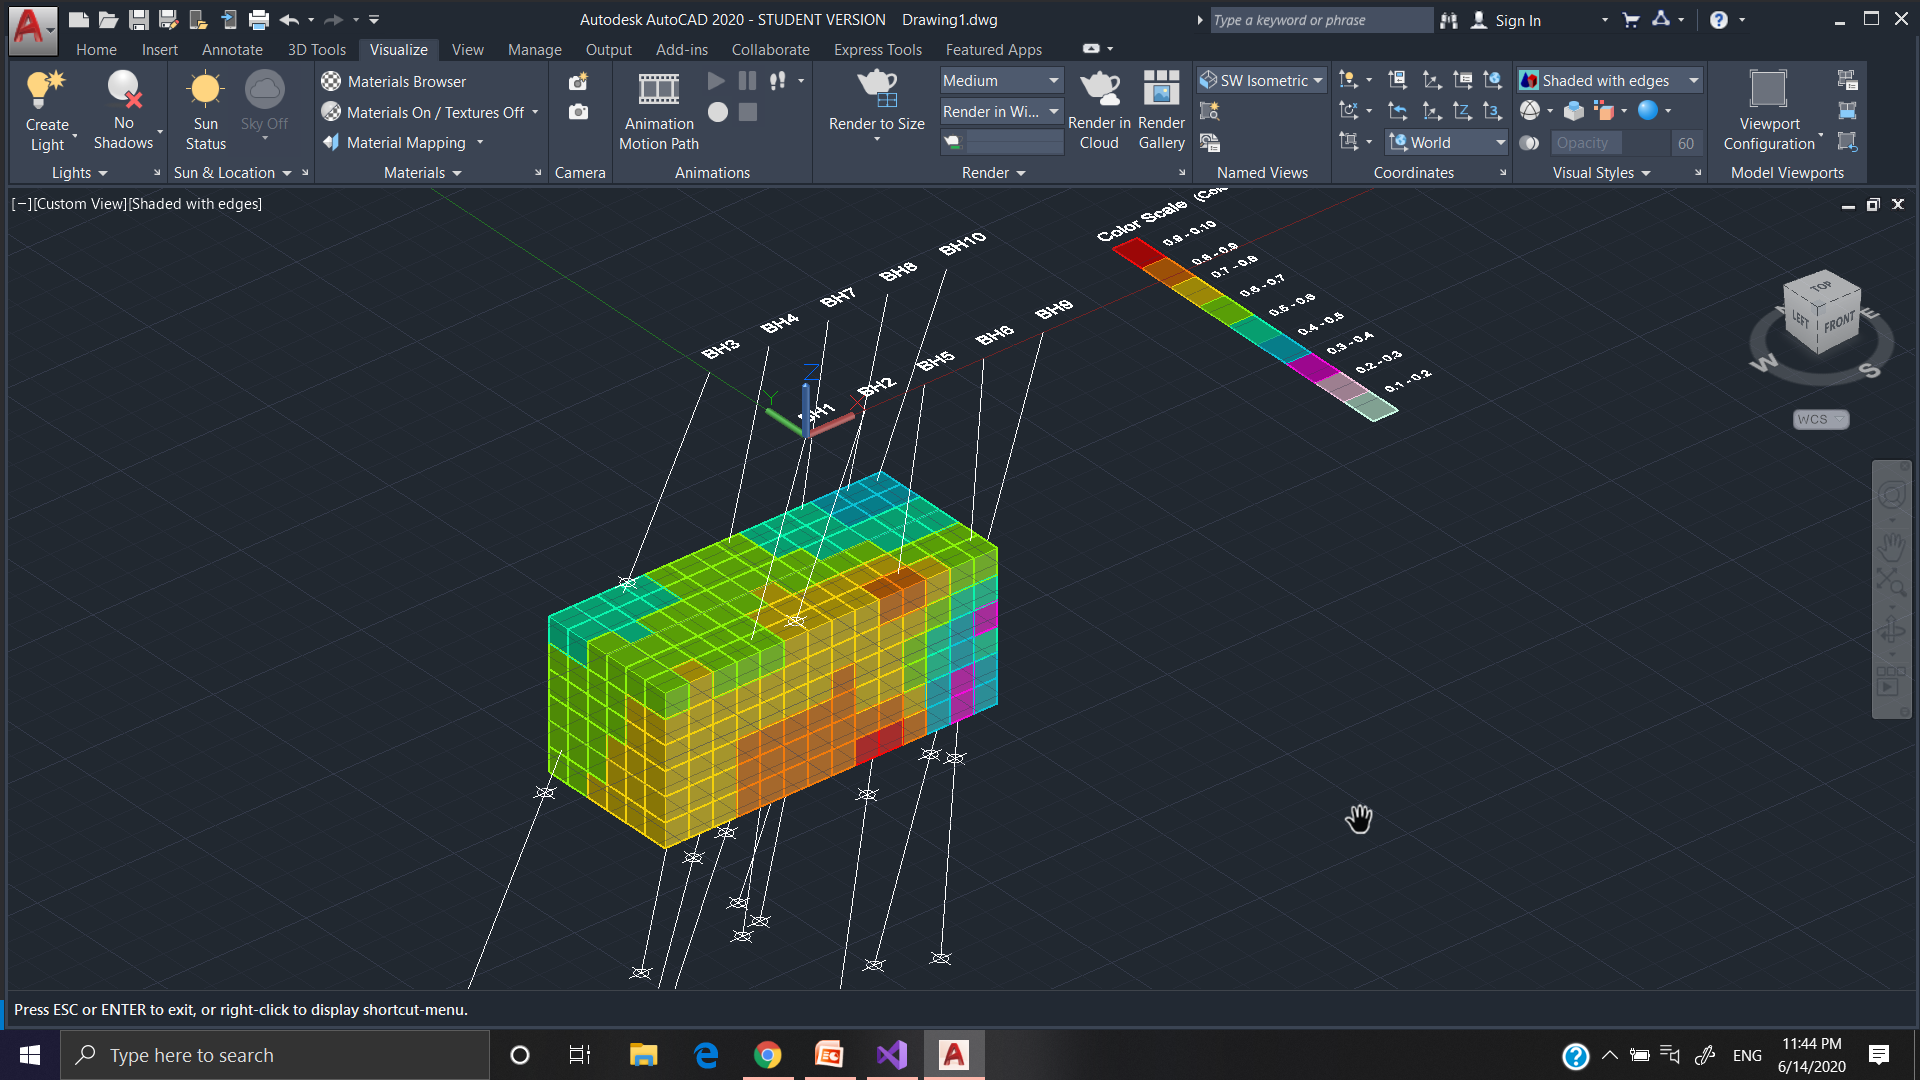 Autodesk AutoCAD 2020 - STUDENT VERSION Drawing1.dwg
Type a keyword or phrase
Sign In
Home Insert Annotate 3D Tools Visualize View Manage Output Add-ins Collaborate Express Tools Featured Apps
Create Light
No Shadows
Lights
Sun Status
Sky Off
Sun & Location
Materials Browser
Materials On / Textures Off
Material Mapping
Materials
Camera
Animation Motion Path
Animations
Render to Size
Medium
Render in Wi...
Render in Cloud
Render Gallery
Render
SW Isometric
Named Views
World
Coordinates
Shaded with edges
Opacity 60
Visual Styles
Viewport Configuration
Model Viewports
[−][Custom View][Shaded with edges]
Color Scale
0.9 - 0.10
0.8 - 0.9
0.7 - 0.8
0.6 - 0.7
0.5 - 0.6
0.4 - 0.5
0.3 - 0.4
0.2 - 0.3
0.1 - 0.2
BH10
BH8
BH7
BH4
BH3
BH9
BH6
BH5
BH2
BH1
Z
Y
X
TOP
LEFT
FRONT
W
S
E
WCS
Press ESC or ENTER to exit, or right-click to display shortcut-menu.
Type here to search
ENG
11:44 PM
6/14/2020